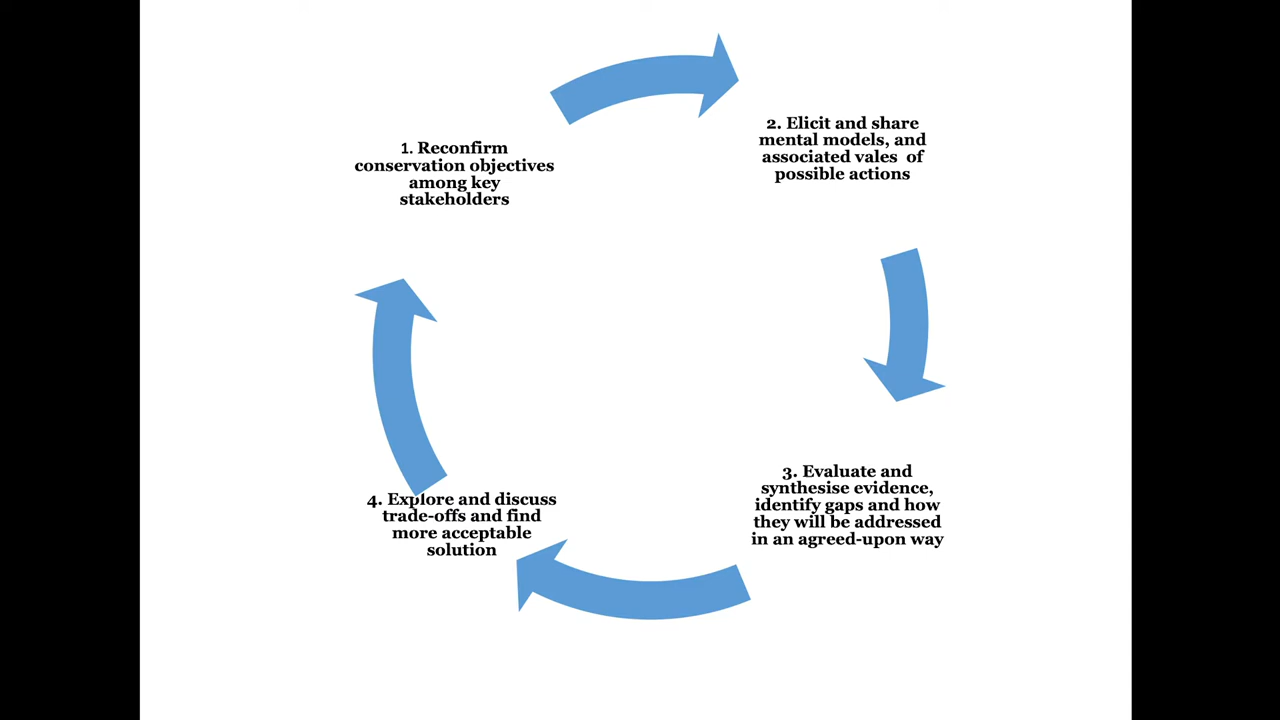 1. Reconfirm
conservation objectives
among key
stakeholders
2. Elicit and share
mental models, and
associated vales of
possible actions
3. Evaluate and
synthesise evidence,
identify gaps and how
they will be addressed
in an agreed-upon way
4. Explore and discuss
trade-offs and find
more acceptable
solution